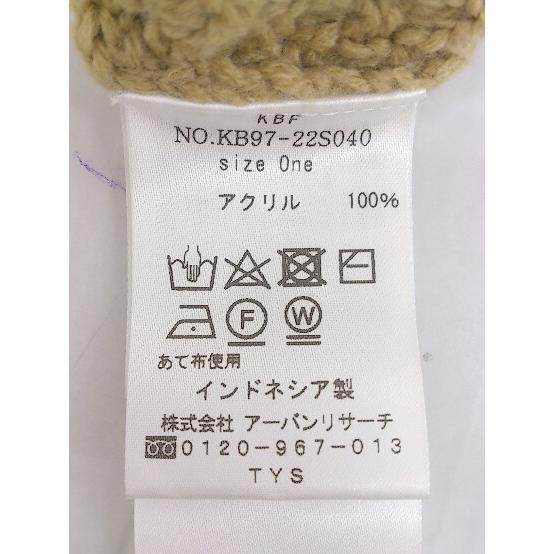 KBF
NO.KB97-22S040
size One
アクリル 100%
F W
あて布使用
インドネシア製
株式会社 アーバンリサーチ
0120-967-013
TYS